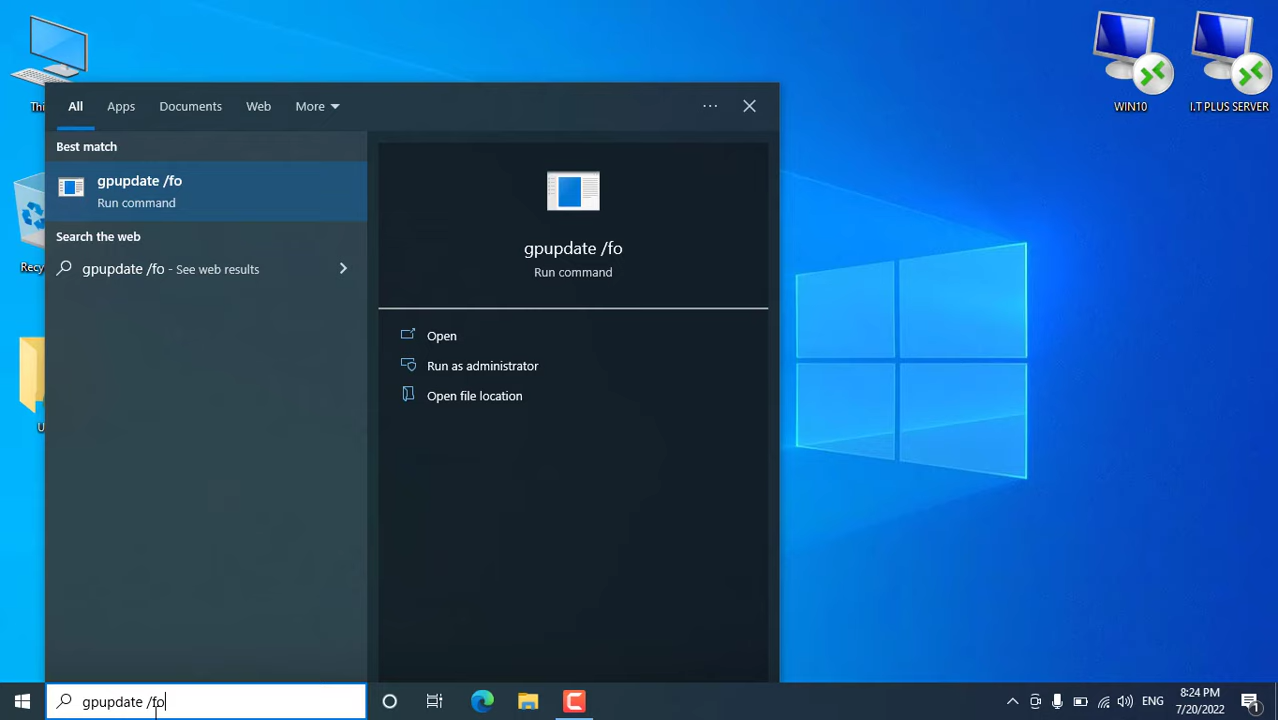 WIN10
I.T PLUS SERVER
All
Apps
Documents
Web
More
Best match
gpupdate /fo
Run command
Search the web
gpupdate /fo - See web results
gpupdate /fo
Run command
Open
Run as administrator
Open file location
gpupdate /fo
ENG
8:24 PM
7/20/2022
1